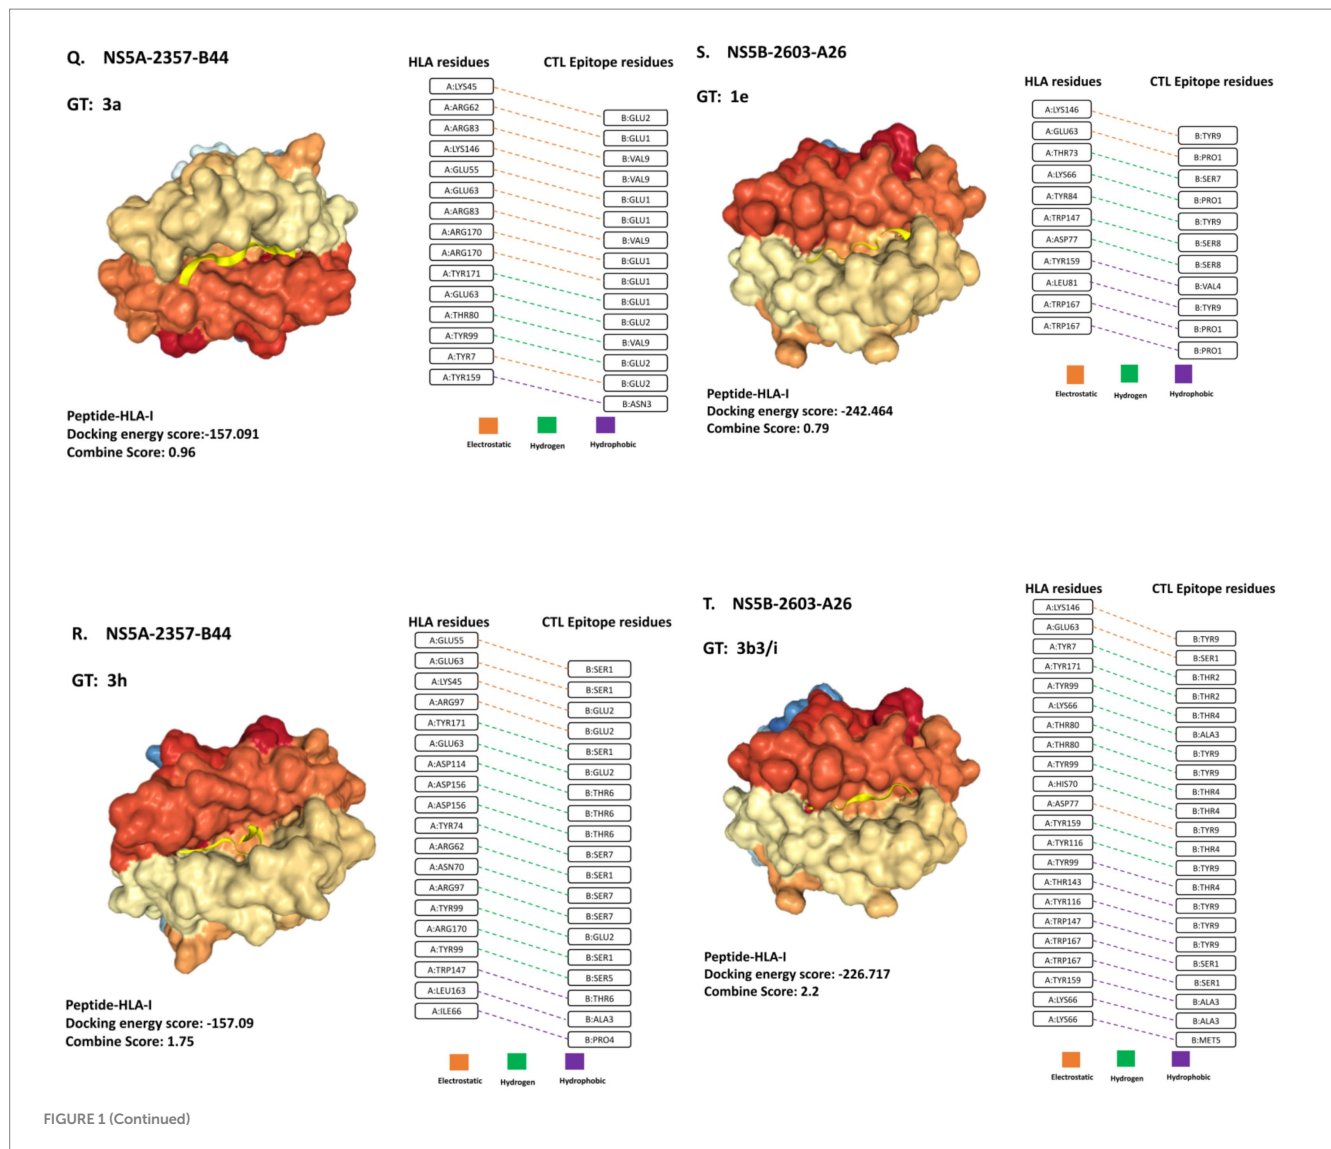 Q. NS5A-2357-B44
GT: 3a
HLA residues CTL Epitope residues
A:LYS45
A:ARG62
A:ARG83
A:LYS146
A:GLU55
A:GLU63
A:ARG83
A:ARG170
A:ARG170
A:TYR171
A:GLU63
A:THR80
A:TYR99
A:TYR7
A:TYR159
B:GLU2
B:GLU1
B:VAL9
B:VAL9
B:GLU1
B:GLU1
B:VAL9
B:GLU1
B:GLU1
B:GLU1
B:GLU2
B:VAL9
B:GLU2
B:GLU2
B:ASN3
Electrostatic Hydrogen Hydrophobic
Peptide-HLA-I
Docking energy score:-157.091
Combine Score: 0.96
S. NS5B-2603-A26
GT: 1e
HLA residues CTL Epitope residues
A:LYS146
A:GLU63
A:THR73
A:LYS66
A:TYR84
A:TRP147
A:ASP77
A:TYR159
A:LEU81
A:TRP167
A:TRP167
B:TYR9
B:PRO1
B:SER7
B:PRO1
B:TYR9
B:SER8
B:SER8
B:VAL4
B:TYR9
B:PRO1
B:PRO1
Electrostatic Hydrogen Hydrophobic
Peptide-HLA-I
Docking energy score: -242.464
Combine Score: 0.79
R. NS5A-2357-B44
GT: 3h
HLA residues CTL Epitope residues
A:GLU55
A:GLU63
A:LYS45
A:ARG97
A:TYR171
A:GLU63
A:ASP114
A:ASP156
A:ASP156
A:TYR74
A:ARG62
A:ASN70
A:ARG97
A:TYR99
A:ARG170
A:TYR99
A:TRP147
A:LEU163
A:ILE66
B:SER1
B:SER1
B:GLU2
B:GLU2
B:SER1
B:GLU2
B:THR6
B:THR6
B:THR6
B:SER7
B:SER1
B:SER7
B:SER7
B:GLU2
B:SER1
B:SER5
B:THR6
B:ALA3
B:PRO4
Electrostatic Hydrogen Hydrophobic
Peptide-HLA-I
Docking energy score: -157.09
Combine Score: 1.75
T. NS5B-2603-A26
GT: 3b3/i
HLA residues CTL Epitope residues
A:LYS146
A:GLU63
A:TYR7
A:TYR171
A:TYR99
A:LYS66
A:THR80
A:THR80
A:TYR99
A:HIS70
A:ASP77
A:TYR159
A:TYR116
A:TYR99
A:THR143
A:TYR116
A:TRP147
A:TRP167
A:TRP167
A:TYR159
A:LYS66
A:LYS66
B:TYR9
B:SER1
B:THR2
B:THR2
B:THR4
B:ALA3
B:TYR9
B:TYR9
B:THR4
B:THR4
B:TYR9
B:THR4
B:TYR9
B:THR4
B:TYR9
B:TYR9
B:TYR9
B:SER1
B:SER1
B:ALA3
B:ALA3
B:MET5
Electrostatic Hydrogen Hydrophobic
Peptide-HLA-I
Docking energy score: -226.717
Combine Score: 2.2
FIGURE 1 (Continued)